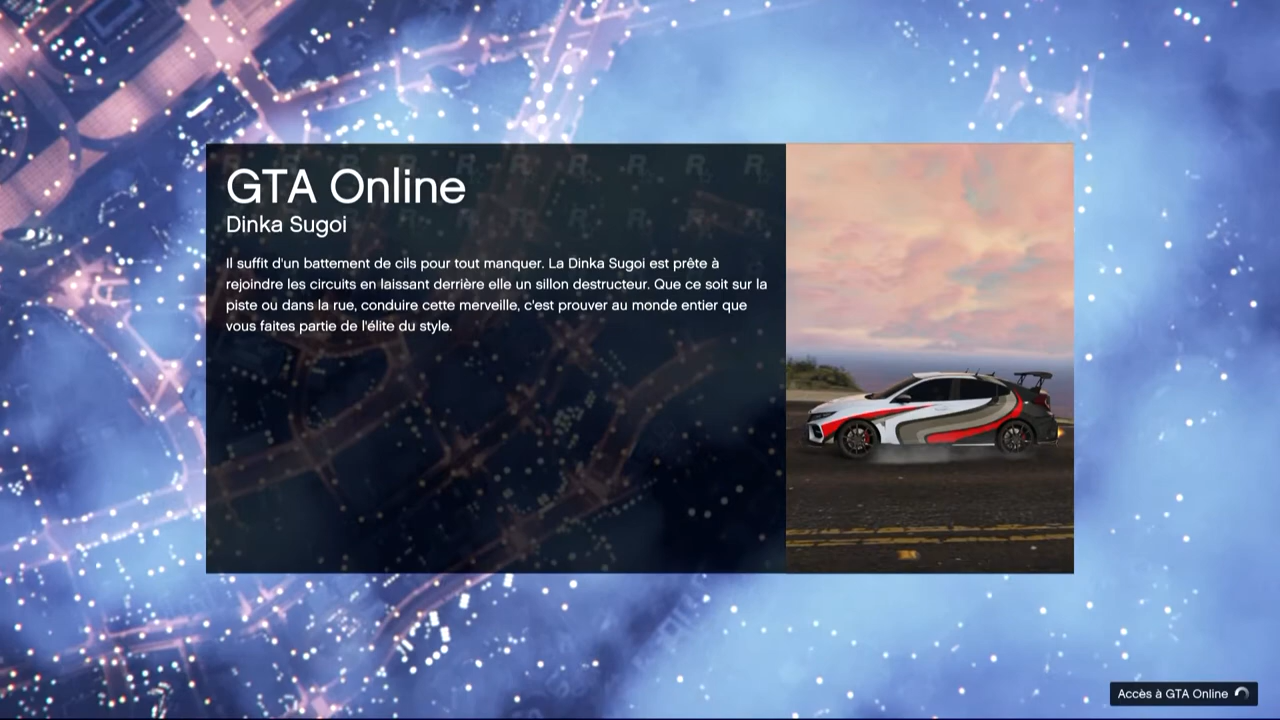 GTA Online
Dinka Sugoi
Il suffit d'un battement de cils pour tout manquer. La Dinka Sugoi est prête à
rejoindre les circuits en laissant derrière elle un sillon destructeur. Que ce soit sur la
piste ou dans la rue, conduire cette merveille, c'est prouver au monde entier que
vous faites partie de l'élite du style.
Accès à GTA Online